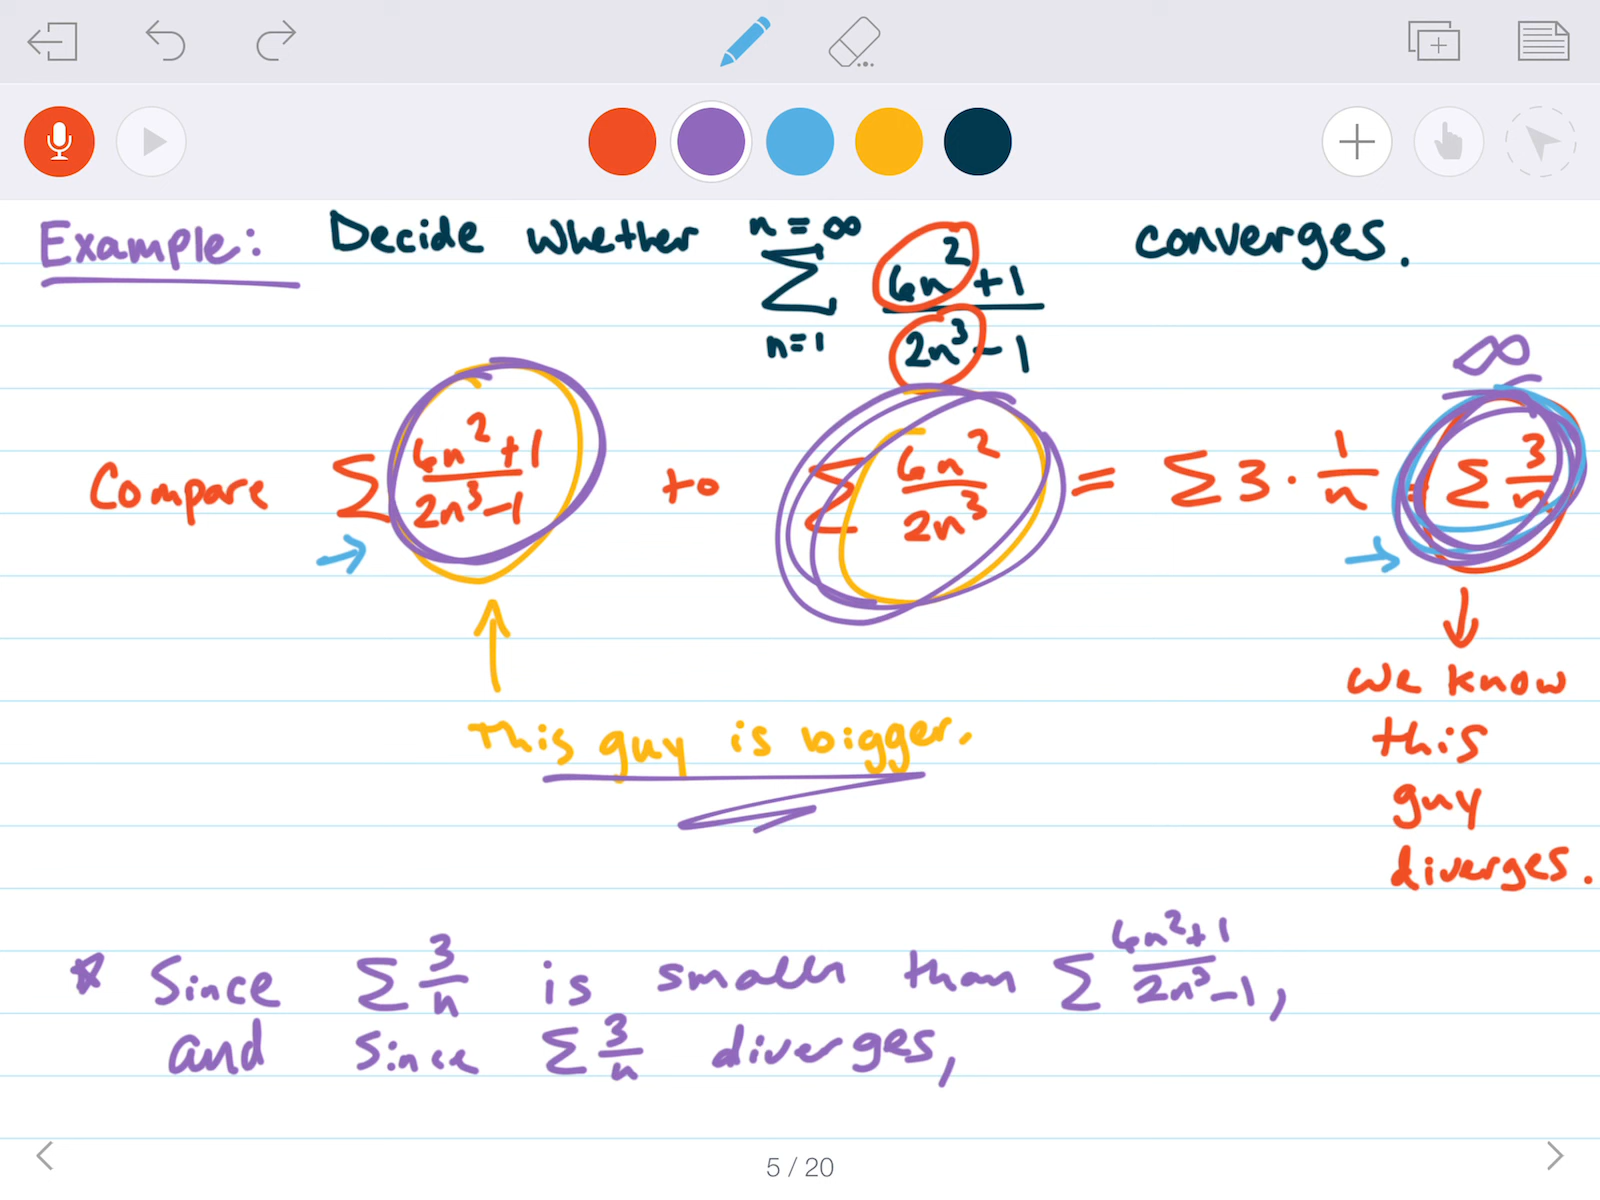 Example: Decide whether ∑ n=1 n=∞ (6n²+1)/(2n³-1) converges.
∞
Compare ∑ (6n²+1)/(2n³-1) to ∑ 6n²/2n³ = ∑ 3 · 1/n = ∑ 3/n
This guy is bigger.
we know
this
guy
diverges.
☆ Since ∑ 3/n is smaller than ∑ (6n²+1)/(2n³-1),
and since ∑ 3/n diverges,
5 / 20